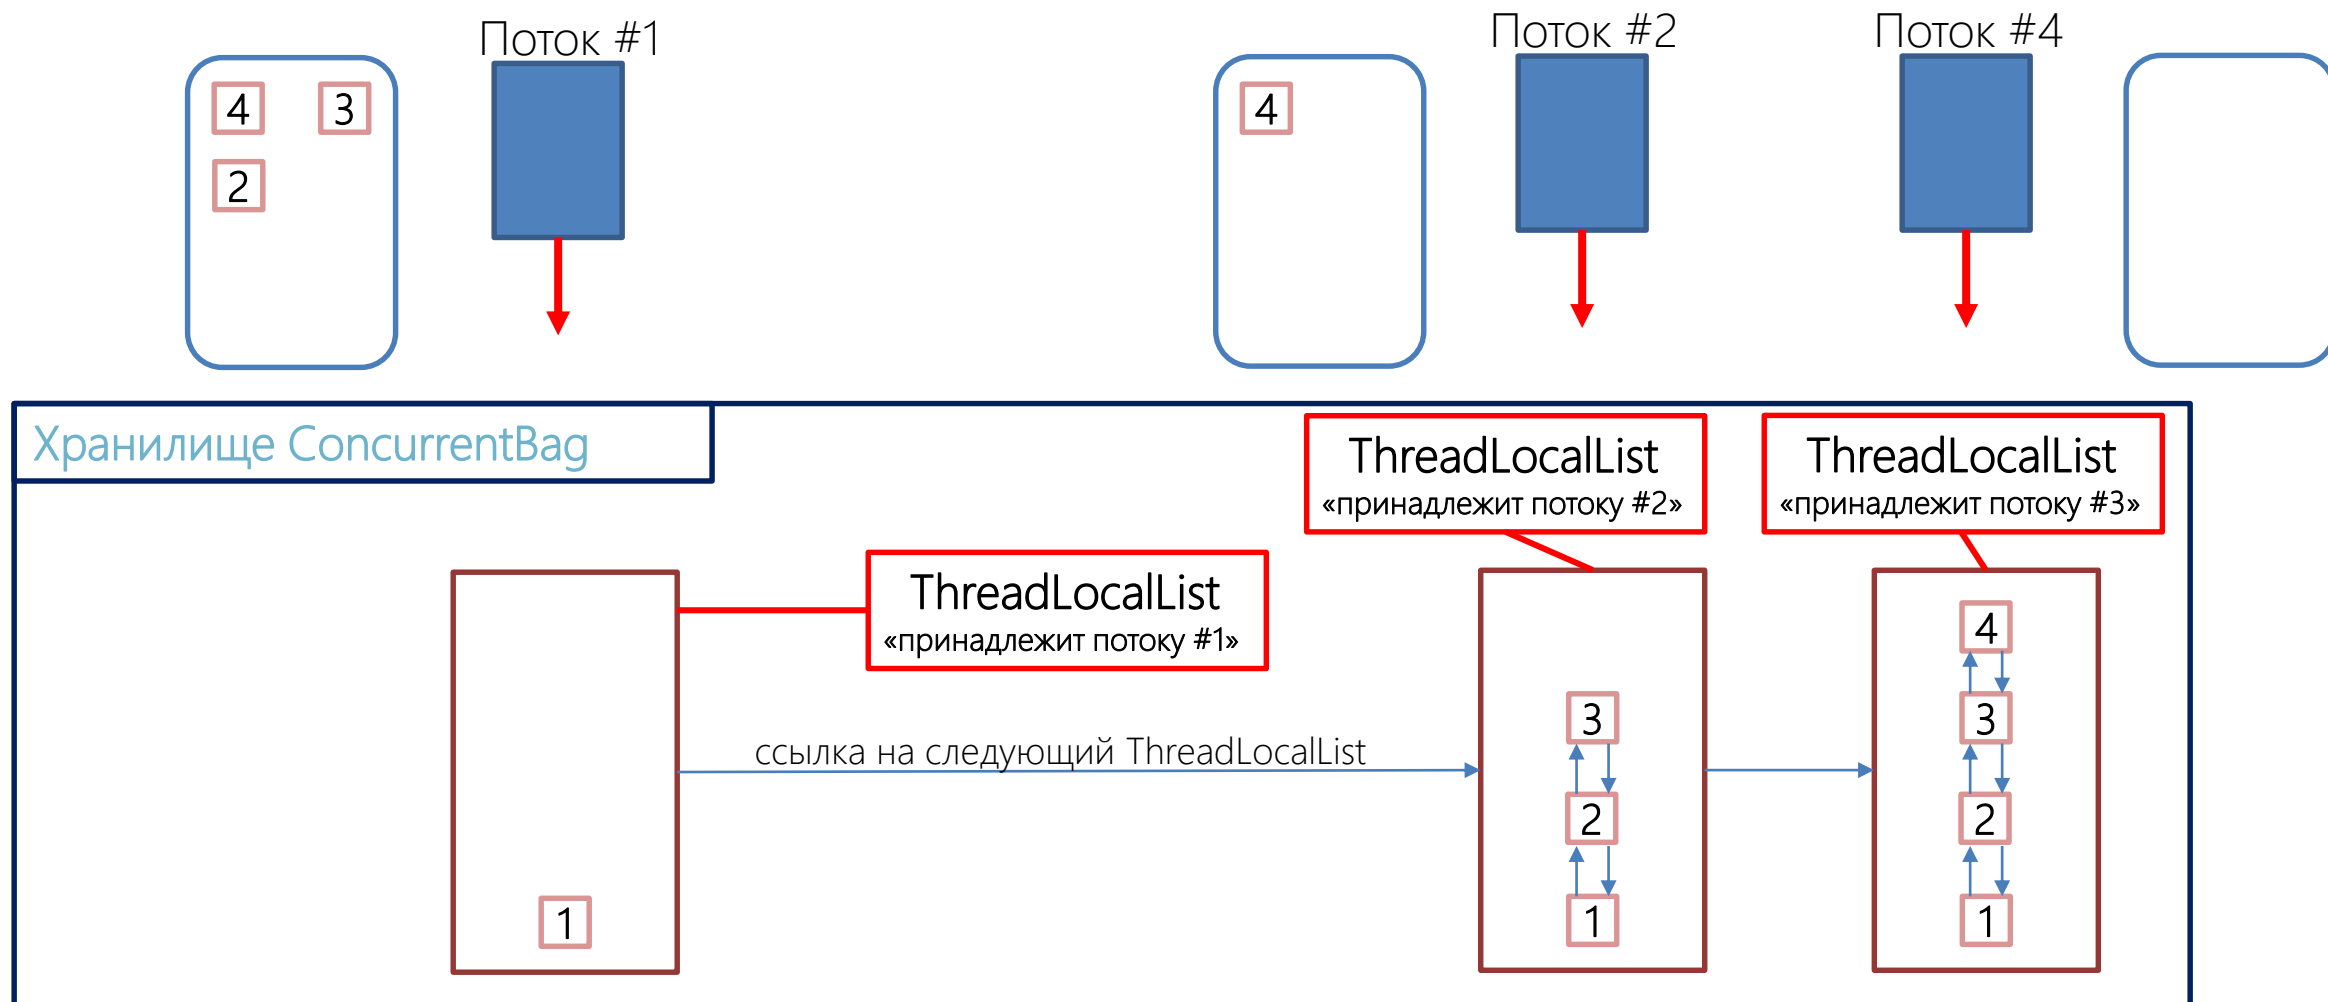 Поток #1
Поток #2
Поток #4
4
3
2
4
Хранилище ConcurrentBag
ThreadLocalList
«принадлежит потоку #2»
ThreadLocalList
«принадлежит потоку #3»
ThreadLocalList
«принадлежит потоку #1»
ссылка на следующий ThreadLocalList
1
3
2
1
4
3
2
1